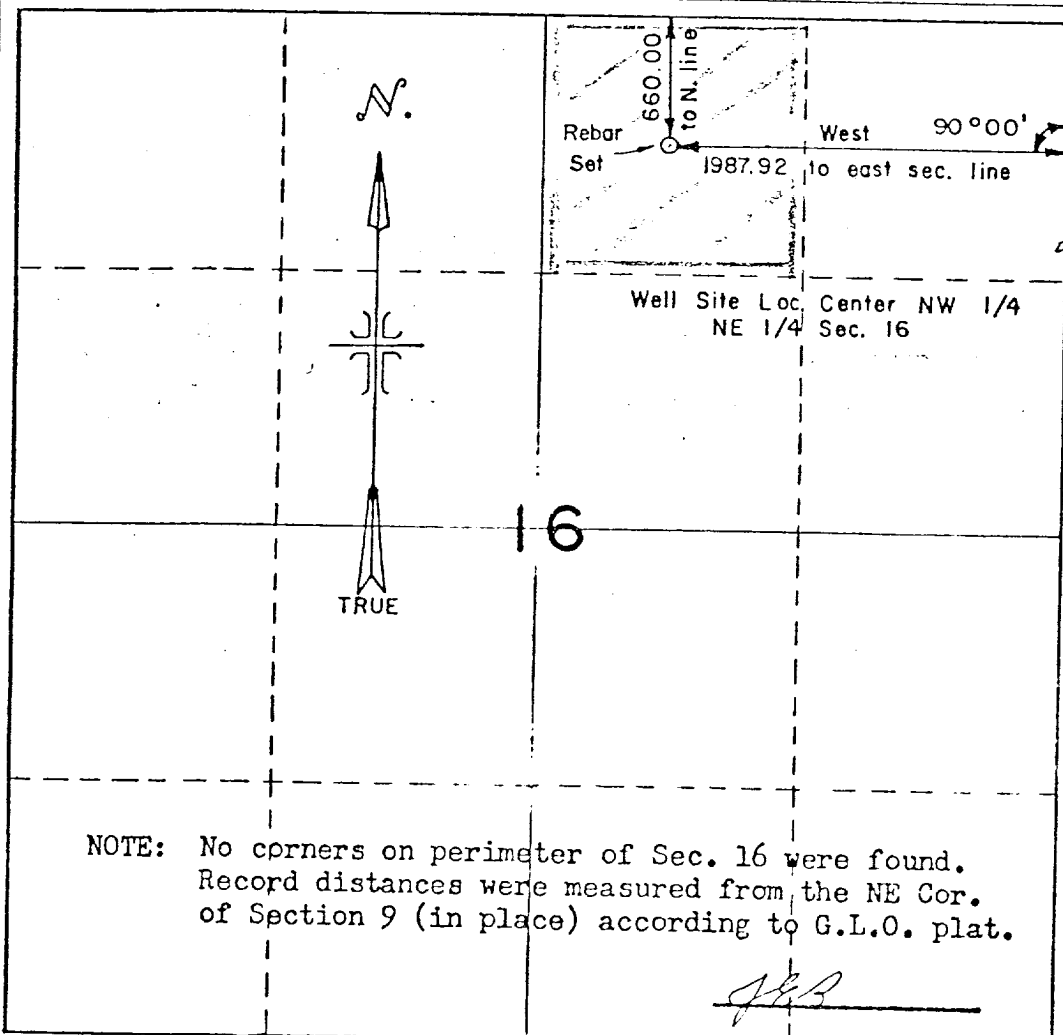 N.
660.00
to N. line
Rebar
Set
West 90°00'
1987.92 to east sec. line
Well Site Loc. Center NW 1/4
NE 1/4 Sec. 16
16
TRUE
NOTE: No corners on perimeter of Sec. 16 were found.
Record distances were measured from the NE Cor.
of Section 9 (in place) according to G.L.O. plat.
JEB